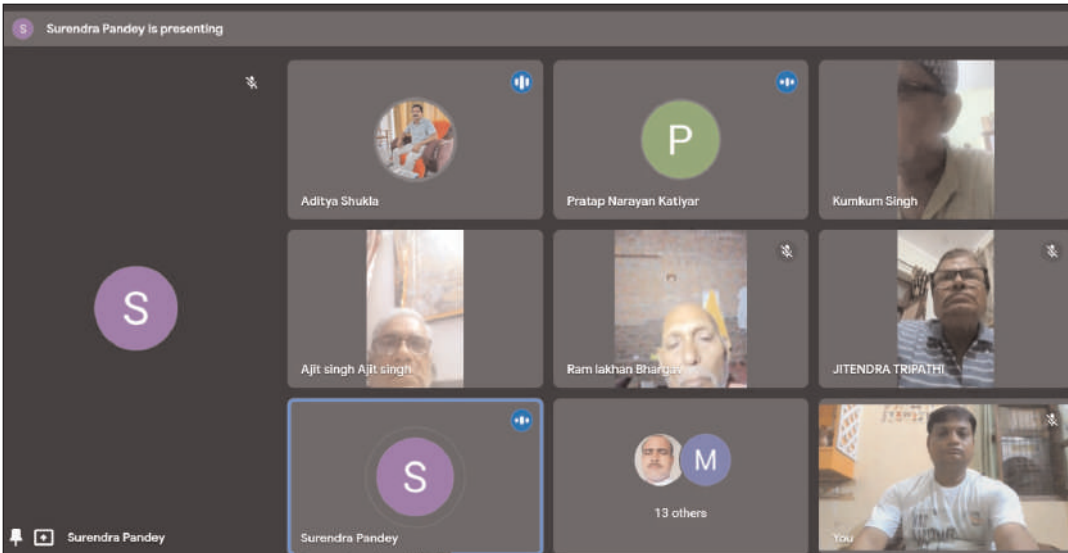 S Surendra Pandey is presenting
Aditya Shukla
P
Pratap Narayan Katiyar
Kumkum Singh
S
Ajit singh Ajit singh
Ram lakhan Bhargav
JITENDRA TRIPATHI
S
M
13 others
Surendra Pandey
Surendra Pandey
You